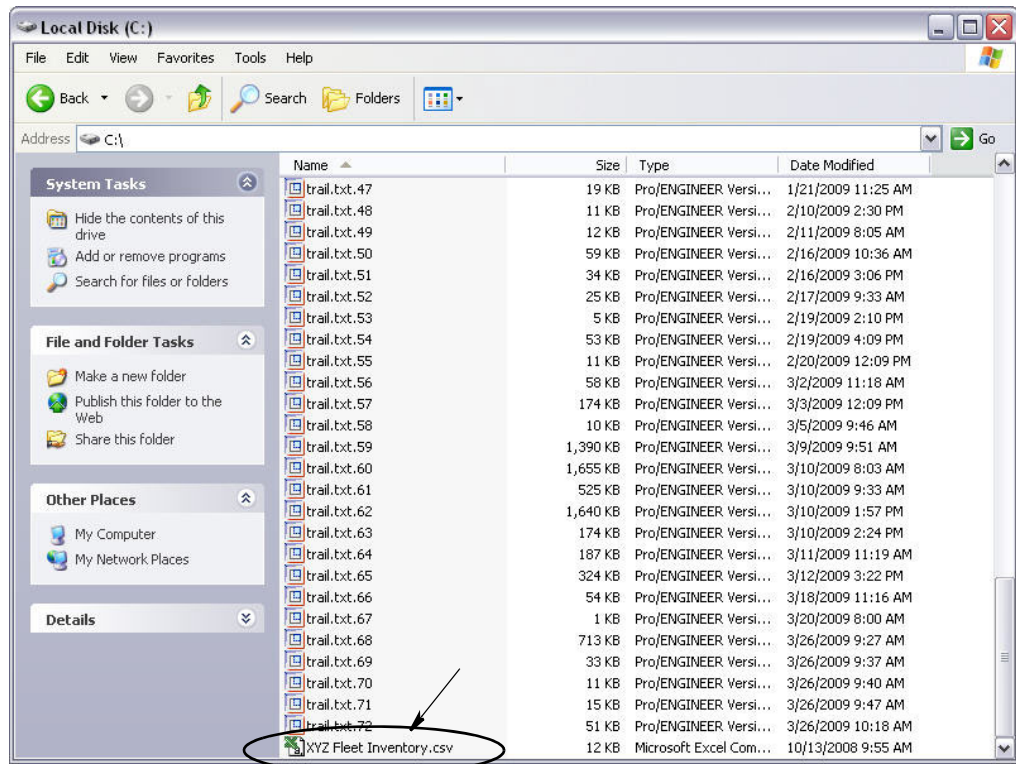 Local Disk (C:)
File Edit View Favorites Tools Help
Back Search Folders
Address C:\ Go
System Tasks
Hide the contents of this
drive
Add or remove programs
Search for files or folders
File and Folder Tasks
Make a new folder
Publish this folder to the
Web
Share this folder
Other Places
My Computer
My Network Places
Details
Name Size Type Date Modified
trail.txt.47 19 KB Pro/ENGINEER Versi... 1/21/2009 11:25 AM
trail.txt.48 11 KB Pro/ENGINEER Versi... 2/10/2009 2:30 PM
trail.txt.49 12 KB Pro/ENGINEER Versi... 2/11/2009 8:05 AM
trail.txt.50 59 KB Pro/ENGINEER Versi... 2/16/2009 10:36 AM
trail.txt.51 34 KB Pro/ENGINEER Versi... 2/16/2009 3:06 PM
trail.txt.52 25 KB Pro/ENGINEER Versi... 2/17/2009 9:33 AM
trail.txt.53 5 KB Pro/ENGINEER Versi... 2/19/2009 2:10 PM
trail.txt.54 53 KB Pro/ENGINEER Versi... 2/19/2009 4:09 PM
trail.txt.55 11 KB Pro/ENGINEER Versi... 2/20/2009 12:09 PM
trail.txt.56 58 KB Pro/ENGINEER Versi... 3/2/2009 11:18 AM
trail.txt.57 174 KB Pro/ENGINEER Versi... 3/3/2009 12:09 PM
trail.txt.58 10 KB Pro/ENGINEER Versi... 3/5/2009 9:46 AM
trail.txt.59 1,390 KB Pro/ENGINEER Versi... 3/9/2009 9:51 AM
trail.txt.60 1,655 KB Pro/ENGINEER Versi... 3/10/2009 8:03 AM
trail.txt.61 525 KB Pro/ENGINEER Versi... 3/10/2009 9:33 AM
trail.txt.62 1,640 KB Pro/ENGINEER Versi... 3/10/2009 1:57 PM
trail.txt.63 174 KB Pro/ENGINEER Versi... 3/10/2009 2:24 PM
trail.txt.64 187 KB Pro/ENGINEER Versi... 3/11/2009 11:19 AM
trail.txt.65 324 KB Pro/ENGINEER Versi... 3/12/2009 3:22 PM
trail.txt.66 54 KB Pro/ENGINEER Versi... 3/18/2009 11:16 AM
trail.txt.67 1 KB Pro/ENGINEER Versi... 3/20/2009 8:00 AM
trail.txt.68 713 KB Pro/ENGINEER Versi... 3/26/2009 9:27 AM
trail.txt.69 33 KB Pro/ENGINEER Versi... 3/26/2009 9:37 AM
trail.txt.70 11 KB Pro/ENGINEER Versi... 3/26/2009 9:40 AM
trail.txt.71 15 KB Pro/ENGINEER Versi... 3/26/2009 9:47 AM
trail.txt.72 51 KB Pro/ENGINEER Versi... 3/26/2009 10:18 AM
XYZ Fleet Inventory.csv 12 KB Microsoft Excel Com... 10/13/2008 9:55 AM